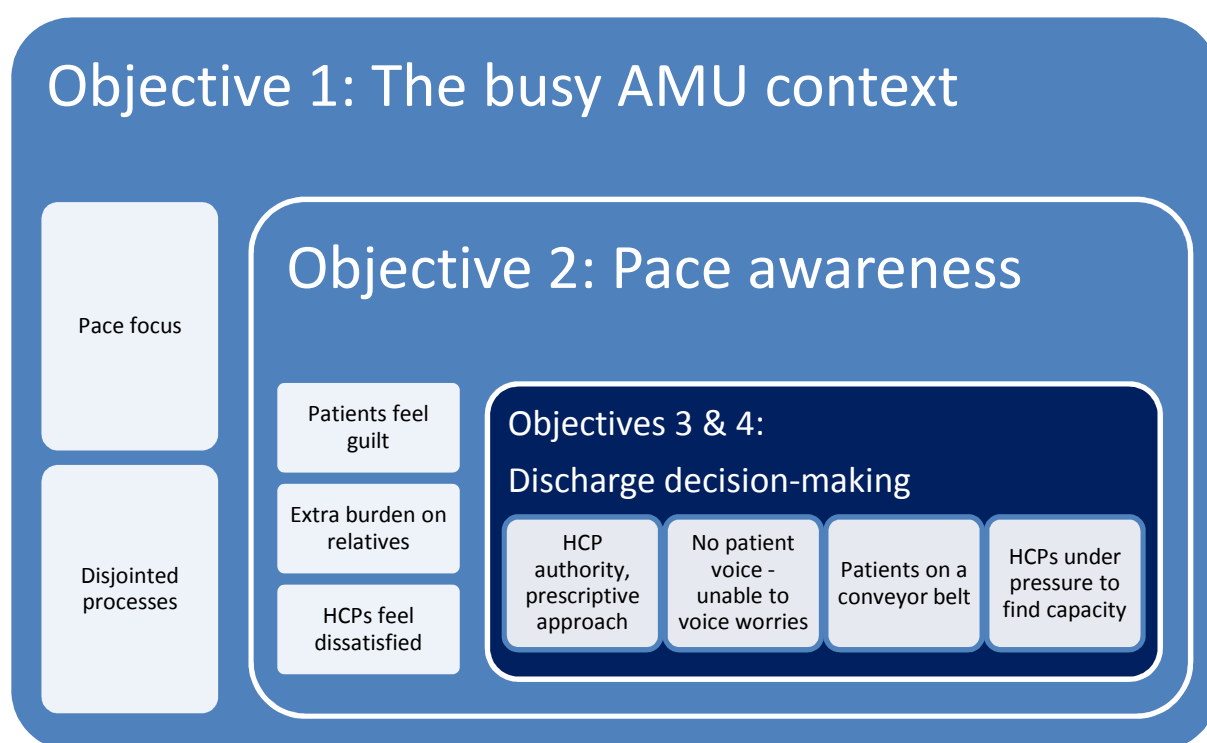 Objective 1: The busy AMU context
Pace focus
Disjointed
processes
Objective 2: Pace awareness
Patients feel
guilt
Extra burden on
relatives
HCPs feel
dissatisfied
Objectives 3 & 4:
Discharge decision-making
HCP
authority,
prescriptive
approach
No patient
voice -
unable to
voice worries
Patients on a
conveyor belt
HCPs under
pressure to
find capacity